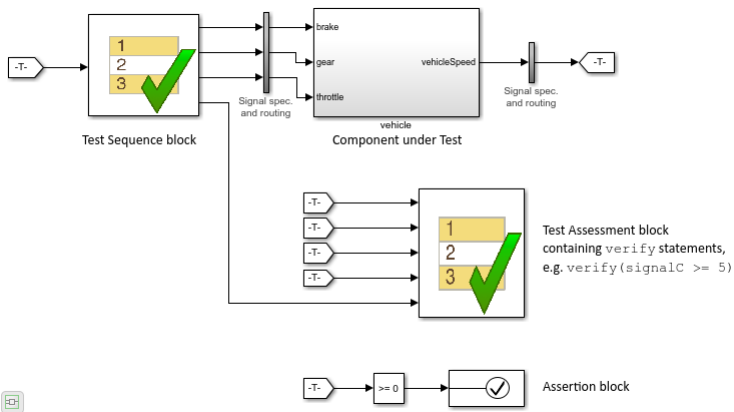 -T-
1
2
3
Test Sequence block
Signal spec.
and routing
brake
gear
throttle
vehicleSpeed
vehicle
Component under Test
Signal spec.
and routing
-T-
-T-
-T-
-T-
-T-
1
2
3
Test Assessment block
containing verify statements,
e.g. verify(signalC >= 5)
-T-
>= 0
Assertion block